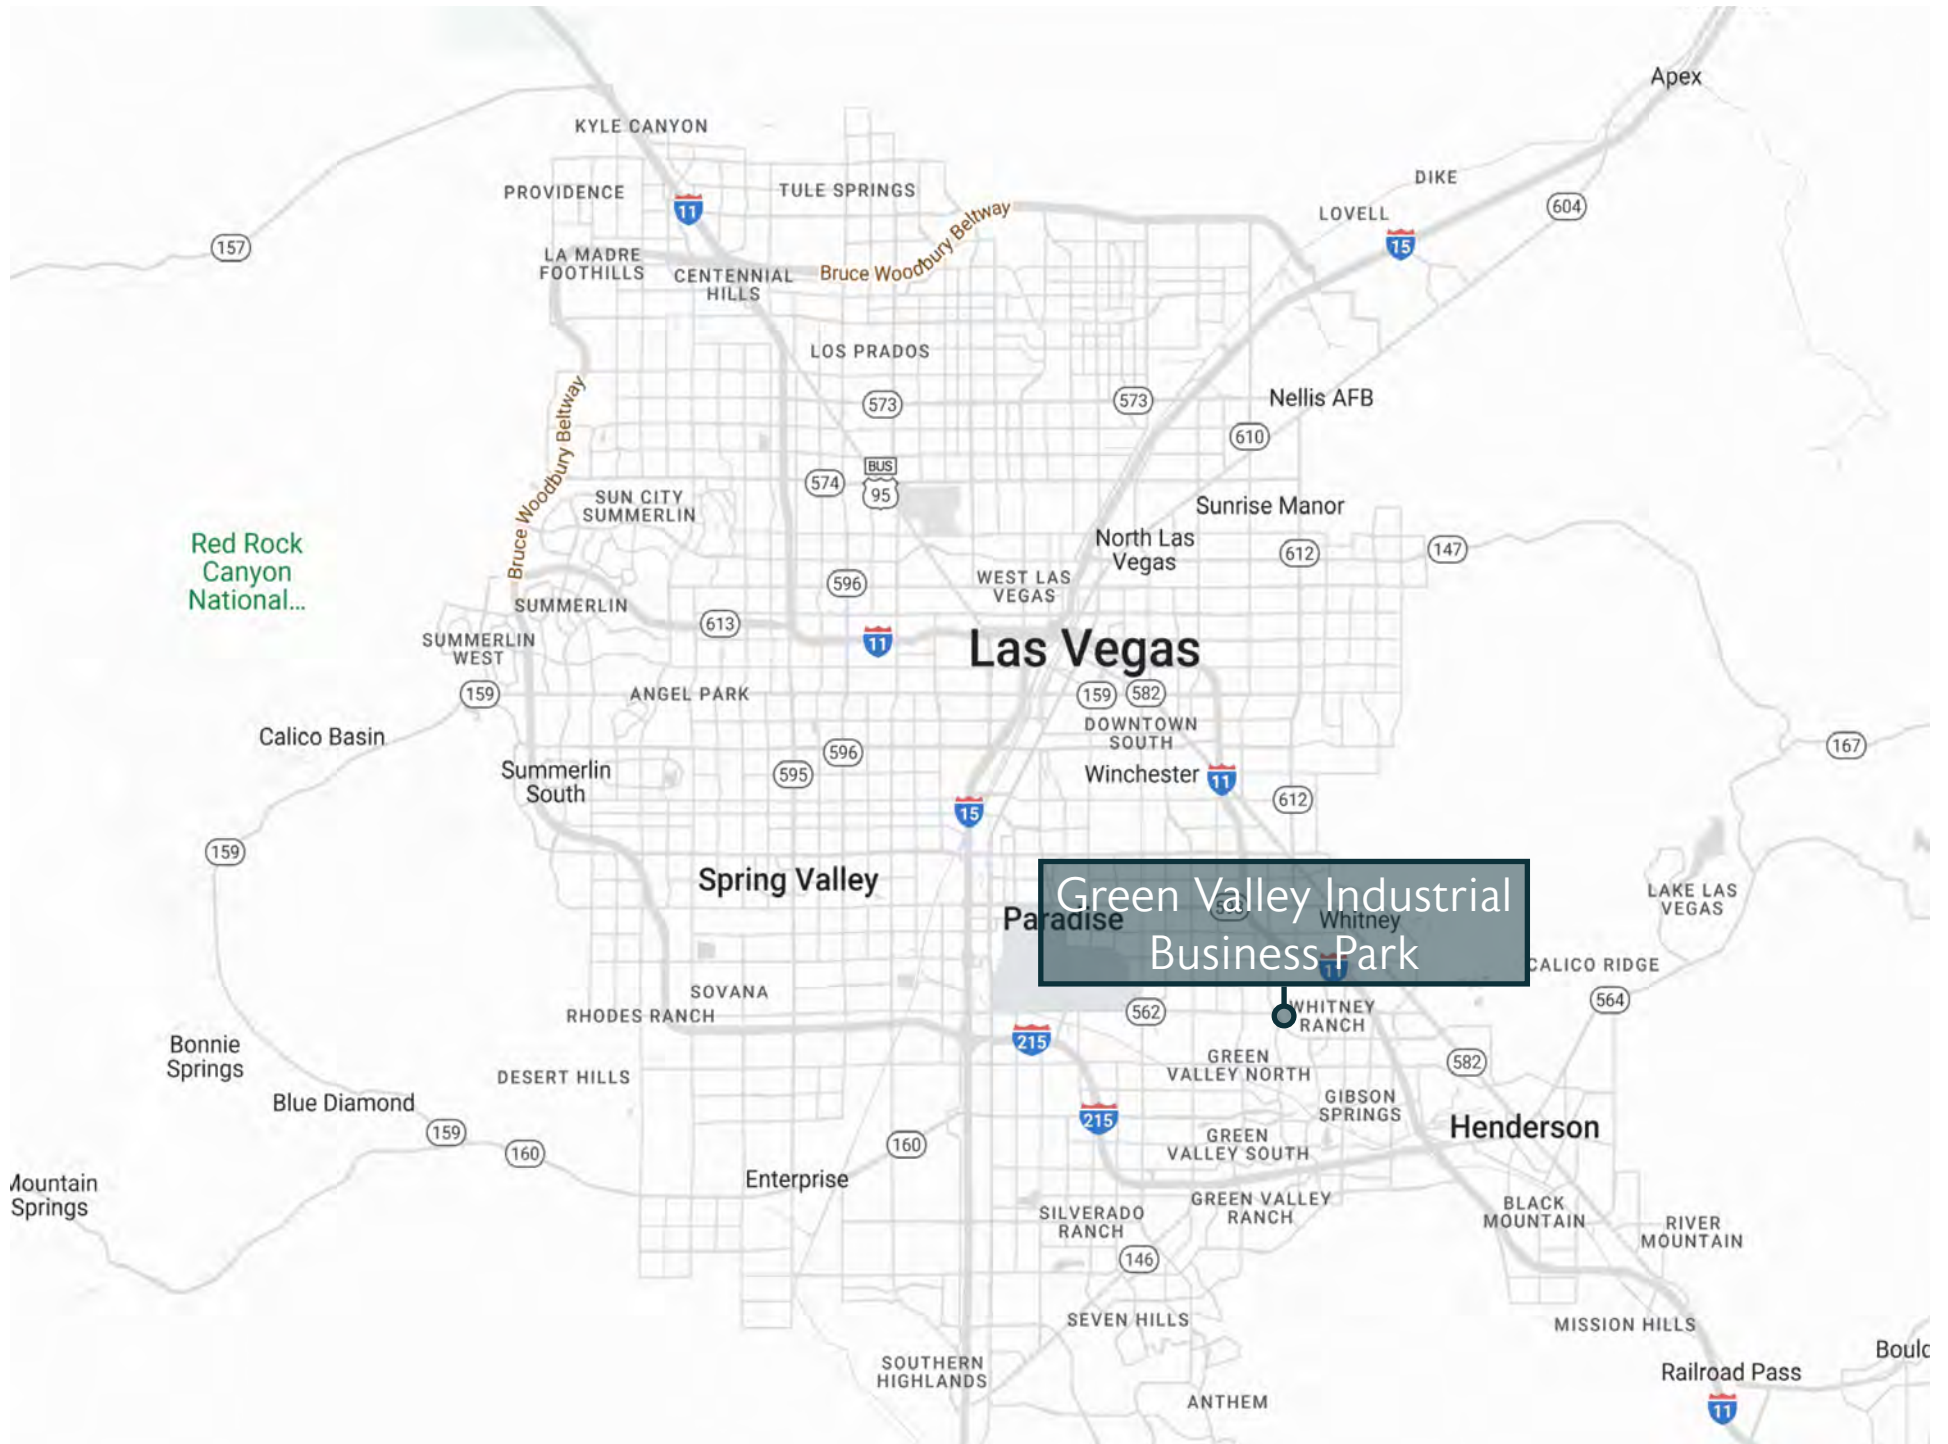 Apex
KYLE CANYON
DIKE
PROVIDENCE
TULE SPRINGS
11
604
LOVELL
Bruce Woodbury Beltway
15
157
LA MADRE
FOOTHILLS
CENTENNIAL
HILLS
LOS PRADOS
573
573
Nellis AFB
610
Bruce Woodbury Beltway
BUS
95
574
SUN CITY
SUMMERLIN
Sunrise Manor
North Las
Vegas
612
147
Red Rock
Canyon
National...
596
WEST LAS
VEGAS
SUMMERLIN
613
11
SUMMERLIN
WEST
Las Vegas
159
ANGEL PARK
159
582
DOWNTOWN
SOUTH
Calico Basin
596
595
167
Summerlin
South
Winchester
11
612
15
159
Spring Valley
Green Valley Industrial
Business Park
Paradise
Whitney
11
LAKE LAS
VEGAS
CALICO RIDGE
SOVANA
RHODES RANCH
562
WHITNEY
RANCH
564
215
Bonnie
Springs
DESERT HILLS
GREEN
VALLEY NORTH
582
Blue Diamond
215
GIBSON
SPRINGS
Henderson
159
160
160
GREEN
VALLEY SOUTH
Enterprise
Mountain
Springs
GREEN VALLEY
RANCH
SILVERADO
RANCH
BLACK
MOUNTAIN
RIVER
MOUNTAIN
146
SEVEN HILLS
MISSION HILLS
SOUTHERN
HIGHLANDS
Bould
Railroad Pass
ANTHEM
11